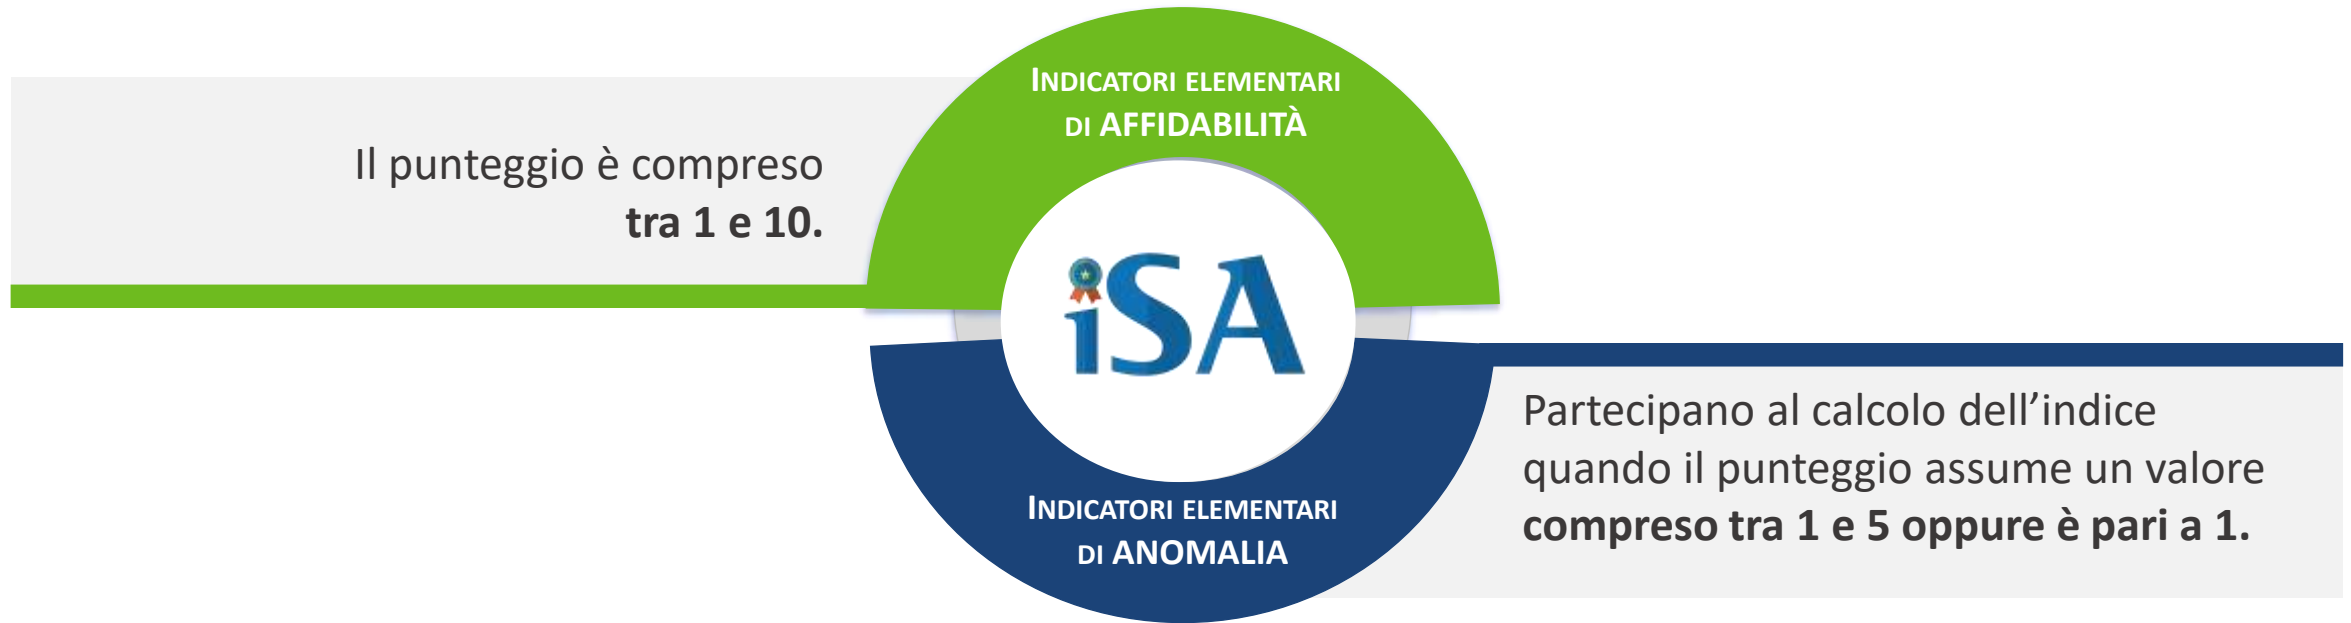 INDICATORI ELEMENTARI
DI AFFIDABILITÀ
Il punteggio è compreso
tra 1 e 10.
iSA
Partecipano al calcolo dell’indice
quando il punteggio assume un valore
compreso tra 1 e 5 oppure è pari a 1.
INDICATORI ELEMENTARI
DI ANOMALIA